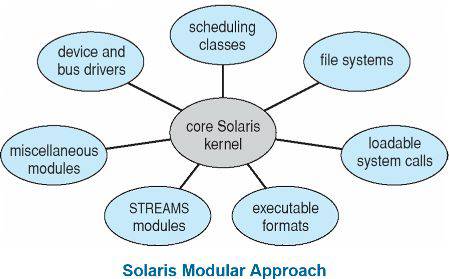 scheduling
classes
device and
bus drivers
file systems
core Solaris
kernel
miscellaneous
modules
loadable
system calls
STREAMS
modules
executable
formats
Solaris Modular Approach